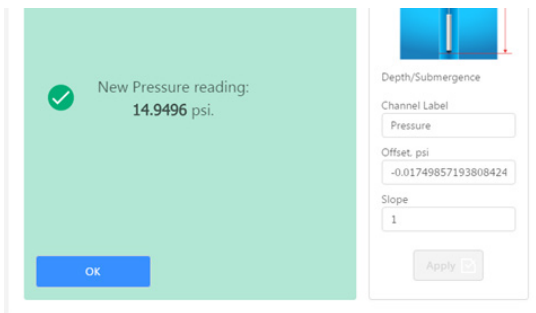 New Pressure reading:
14.9496 psi.
OK
Depth/Submergence
Channel Label
Pressure
Offset, psi
-0.01749857193808424
Slope
1
Apply